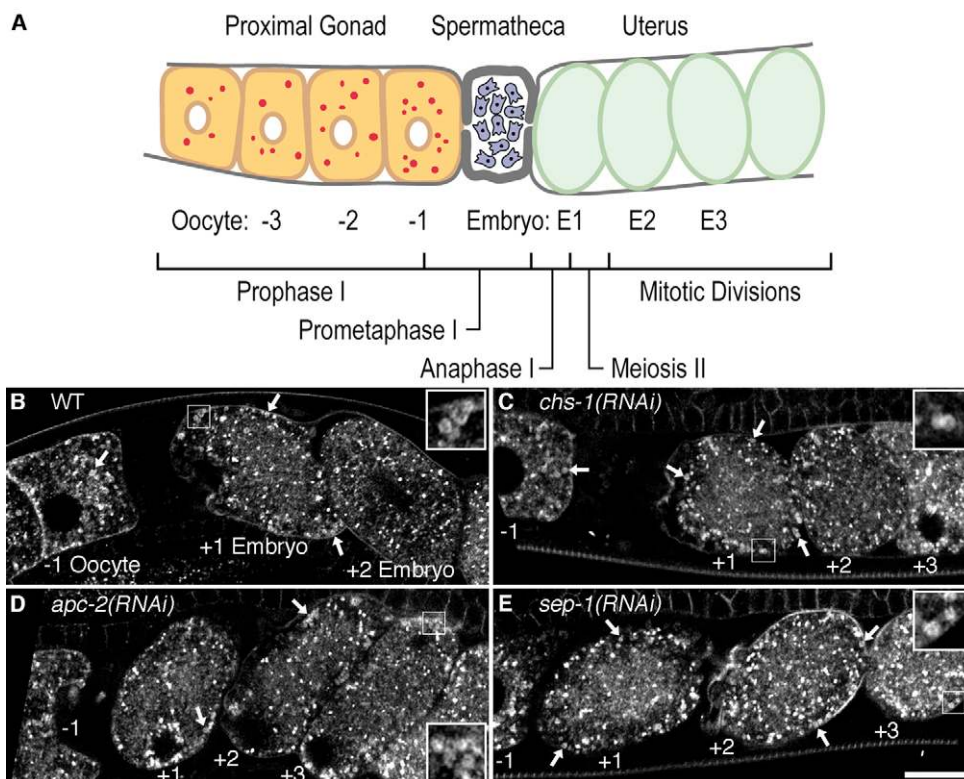 A
Proximal Gonad Spermatheca Uterus
Oocyte: -3 -2 -1 Embryo: E1 E2 E3
Prophase I Mitotic Divisions
Prometaphase I
Anaphase I Meiosis II
B WT
-1 Oocyte
+1 Embryo
+2 Embryo
C chs-1(RNAi)
-1 +1 +2 +3
D apc-2(RNAi)
-1 +1 +2 +3
E sep-1(RNAi)
-1 +1 +2 +3